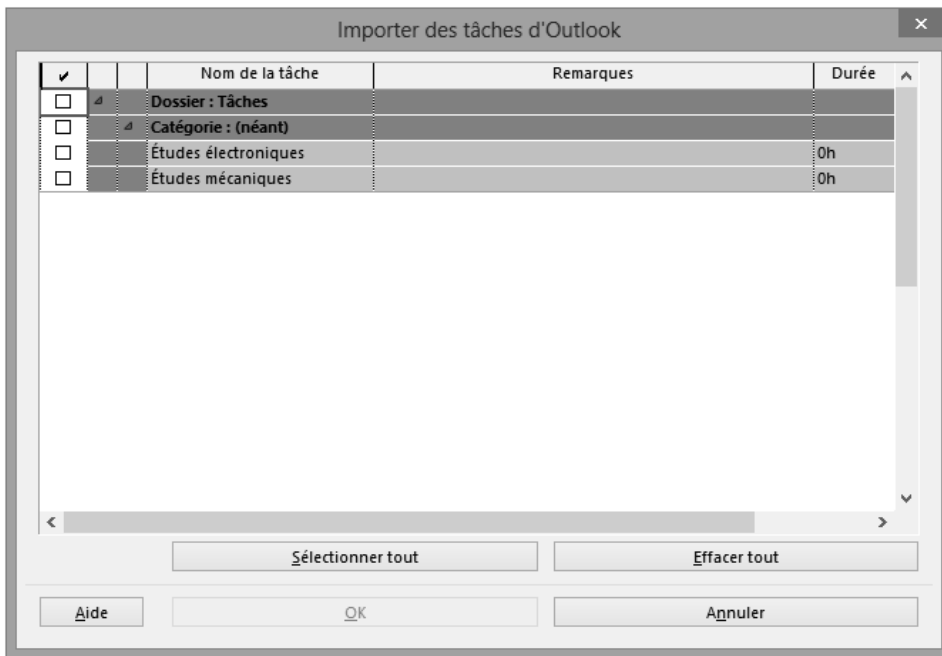 Importer des tâches d'Outlook
Nom de la tâche Remarques Durée
Dossier : Tâches
Catégorie : (néant)
Études électroniques 0h
Études mécaniques 0h
Sélectionner tout Effacer tout
Aide OK Annuler